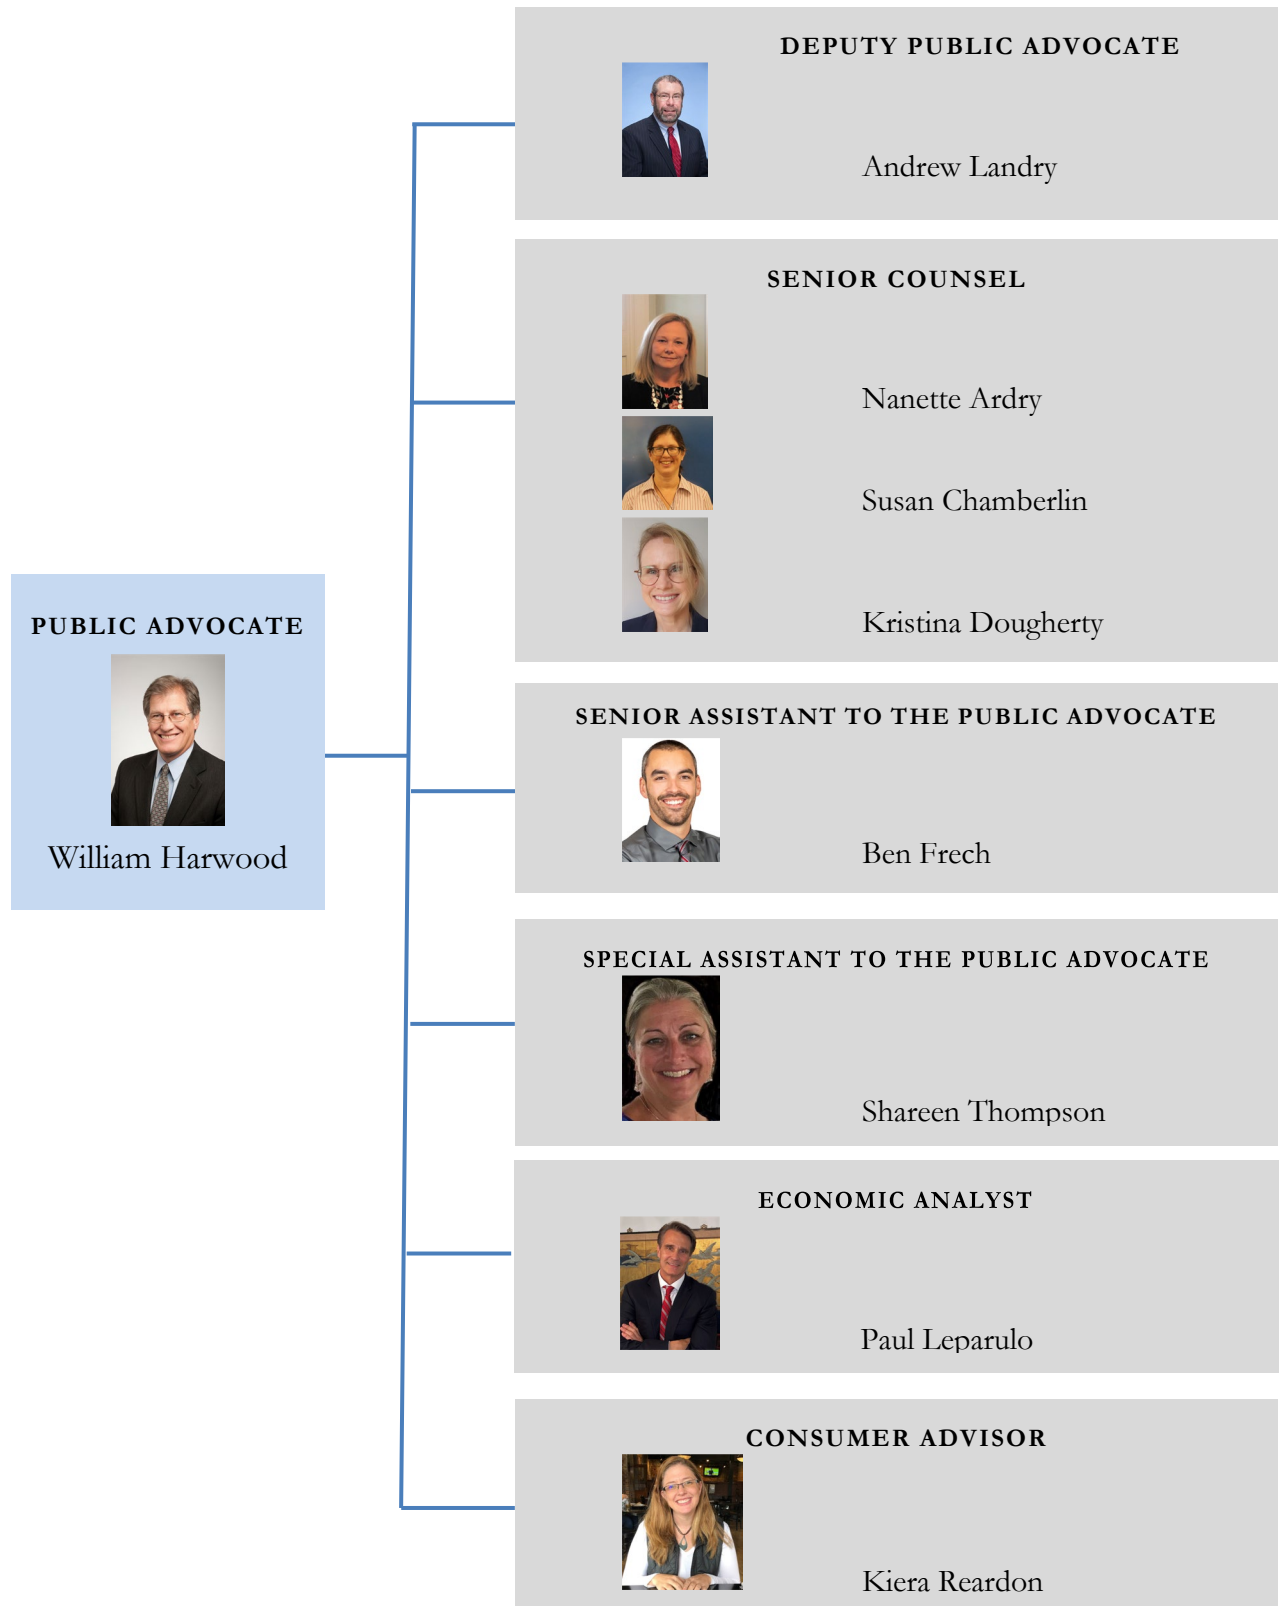 PUBLIC ADVOCATE
William Harwood
DEPUTY PUBLIC ADVOCATE
Andrew Landry
SENIOR COUNSEL
Nanette Ardry
Susan Chamberlin
Kristina Dougherty
SENIOR ASSISTANT TO THE PUBLIC ADVOCATE
Ben Frech
SPECIAL ASSISTANT TO THE PUBLIC ADVOCATE
Shareen Thompson
ECONOMIC ANALYST
Paul Leparulo
CONSUMER ADVISOR
Kiera Reardon